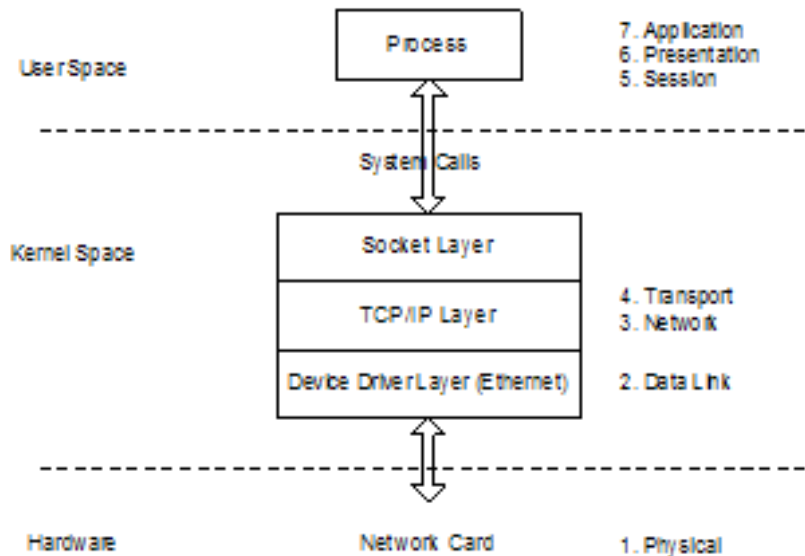 Process
7. Application
6. Presentation
5. Session
User Space
System Calls
Kernel Space
Socket Layer
TCP/IP Layer
4. Transport
3. Network
Device Driver Layer (Ethernet)
2. Data Link
Hardware
Network Card
1. Physical